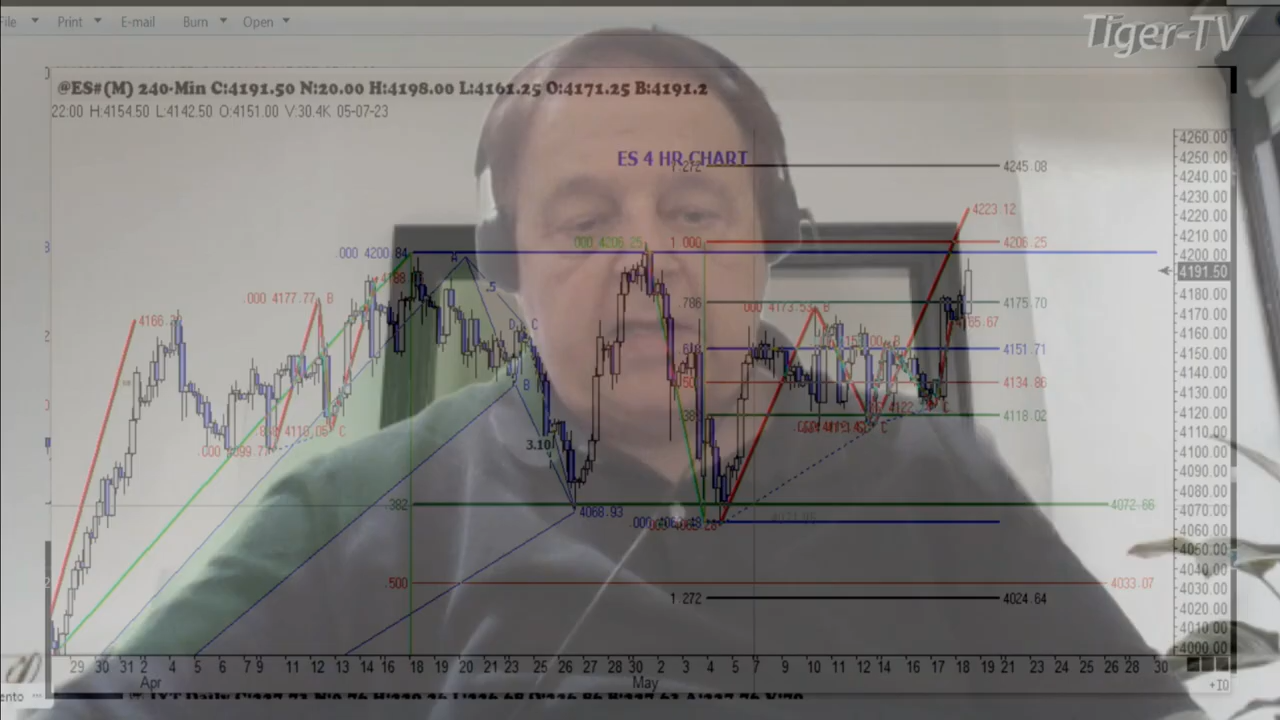 File Print E-mail Burn Open
Tiger-TV
@ES#(M) 240-Min C:4191.50 N:20.00 H:4198.00 L:4161.25 O:4171.25 B:4191.2
22:00 H:4154.50 L:4142.50 O:4151.00 V:30.4K 05-07-23
4260.00
4250.00
ES 4 HR CHART
1 272 4245.08
4240.00
4230.00
4220.00
4223.12
4210.00
000 4206.25 1 000 4206.25
.000 4200.84
4200.00
4191.50
4180.00
.000 4177.77 B
.786 4175.70
4170.00
000 4173.53 B
4166.
4160.00
D C
4151.71
4150.00
4140.00
B
4134.86
4130.00
4120.00
4118.02
4110.00
C
.000 4099.7
3.10
4100.00
4090.00
4080.00
.382 4072.66
4070.00
4068.93
4060.00
4050.00
4040.00
.500 4033.07
4030.00
1 272 4024.64
4020.00
4010.00
4000.00
29 30 31 2 4 5 6 7 9 11 12 13 14 16 18 19 20 21 23 25 26 27 28 30 2 3 4 5 7 9 10 11 12 14 16 17 18 19 21 23 24 25 26 28 30
Apr May
+IQ